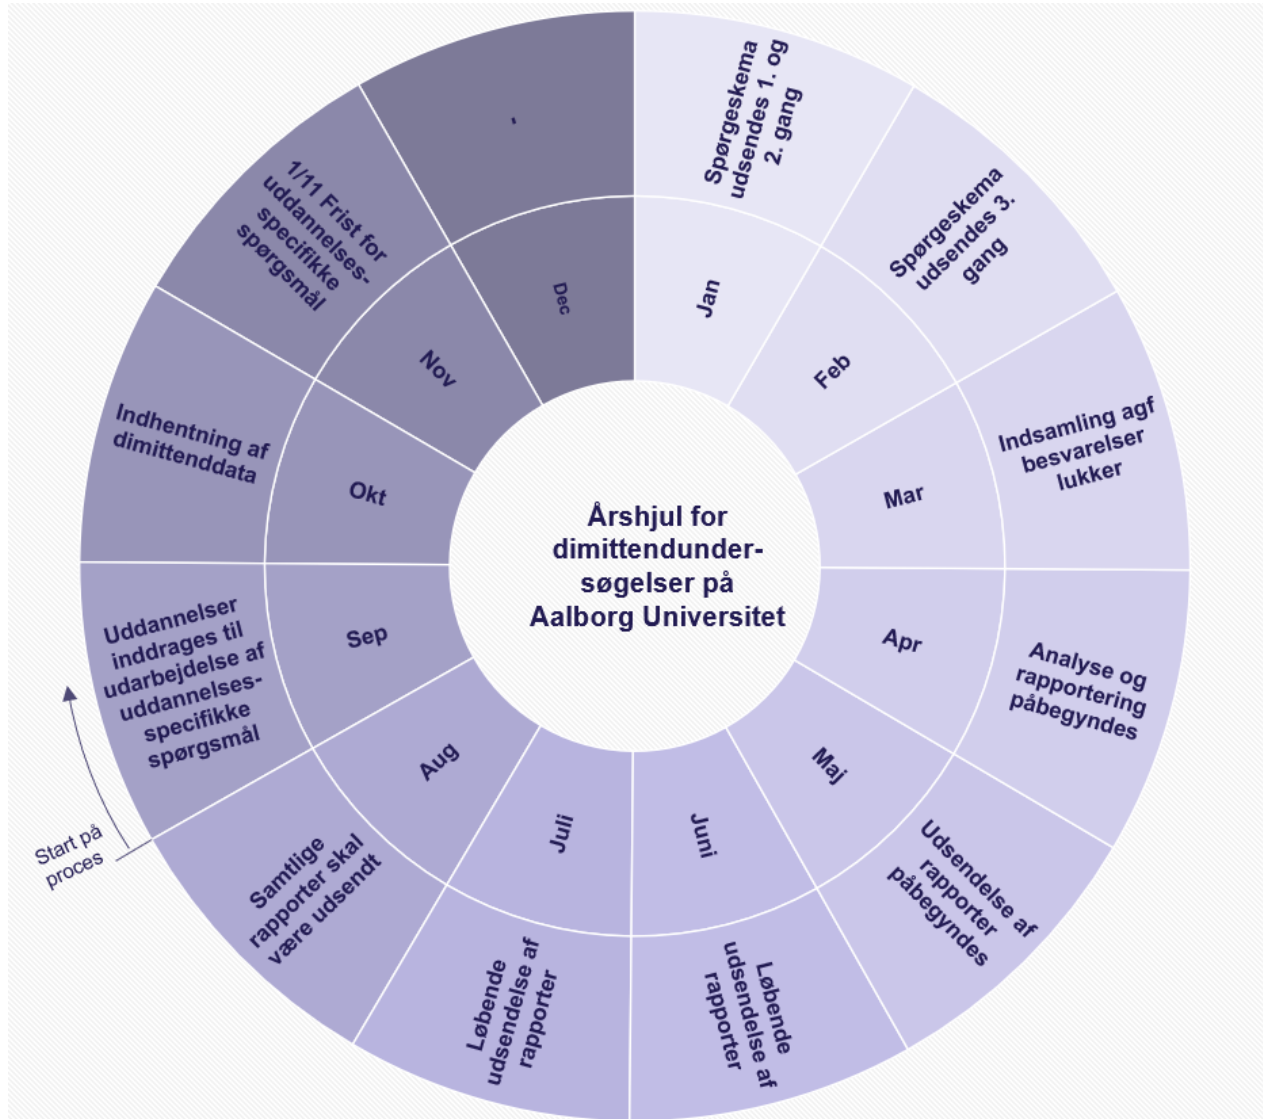 Årshjul for
dimittendunder-
søgelser på
Aalborg Universitet
Jan
Spørgeskema
udsendes 1. og
2. gang
Feb
Spørgeskema
udsendes 3.
gang
Mar
Indsamling agf
besvarelser
lukker
Apr
Analyse og
rapportering
påbegyndes
Maj
Udsendelse af
rapporter
påbegyndes
Juni
Løbende
udsendelse af
rapporter
Juli
Løbende
udsendelse af
rapporter
Aug
Samtlige
rapporter skal
være udsendt
Start på
proces
Sep
Uddannelser
inddrages til
udarbejdelse af
uddannelses-
specifikke
spørgsmål
Okt
Indhentning af
dimittenddata
Nov
1/11 Frist for
uddannelses-
specifikke
spørgsmål
Dec
-